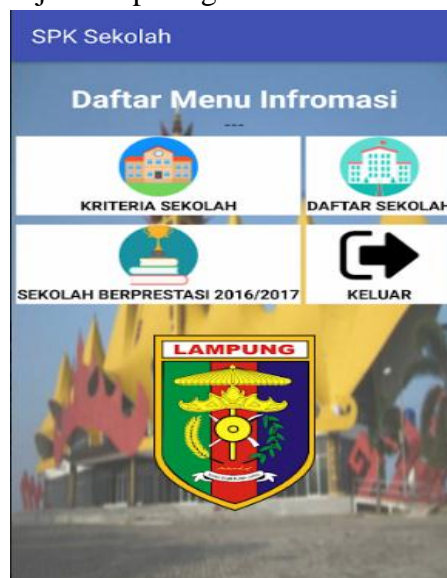 SPK Sekolah
Daftar Menu Infromasi
---
KRITERIA SEKOLAH
DAFTAR SEKOLAH
SEKOLAH BERPRESTASI 2016/2017
KELUAR
LAMPUNG